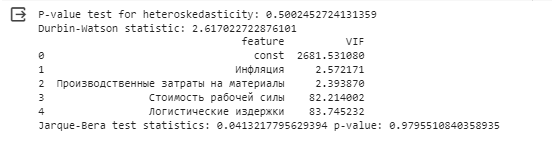 P-value test for heteroskedasticity: 0.5002452724131359
Durbin-Watson statistic: 2.617022722876101
feature VIF
0 const 2681.531080
1 Инфляция 2.572171
2 Производственные затраты на материалы 2.393870
3 Стоимость рабочей силы 82.214002
4 Логистические издержки 83.745232
Jarque-Bera test statistics: 0.0413217795629394 p-value: 0.9795510840358935